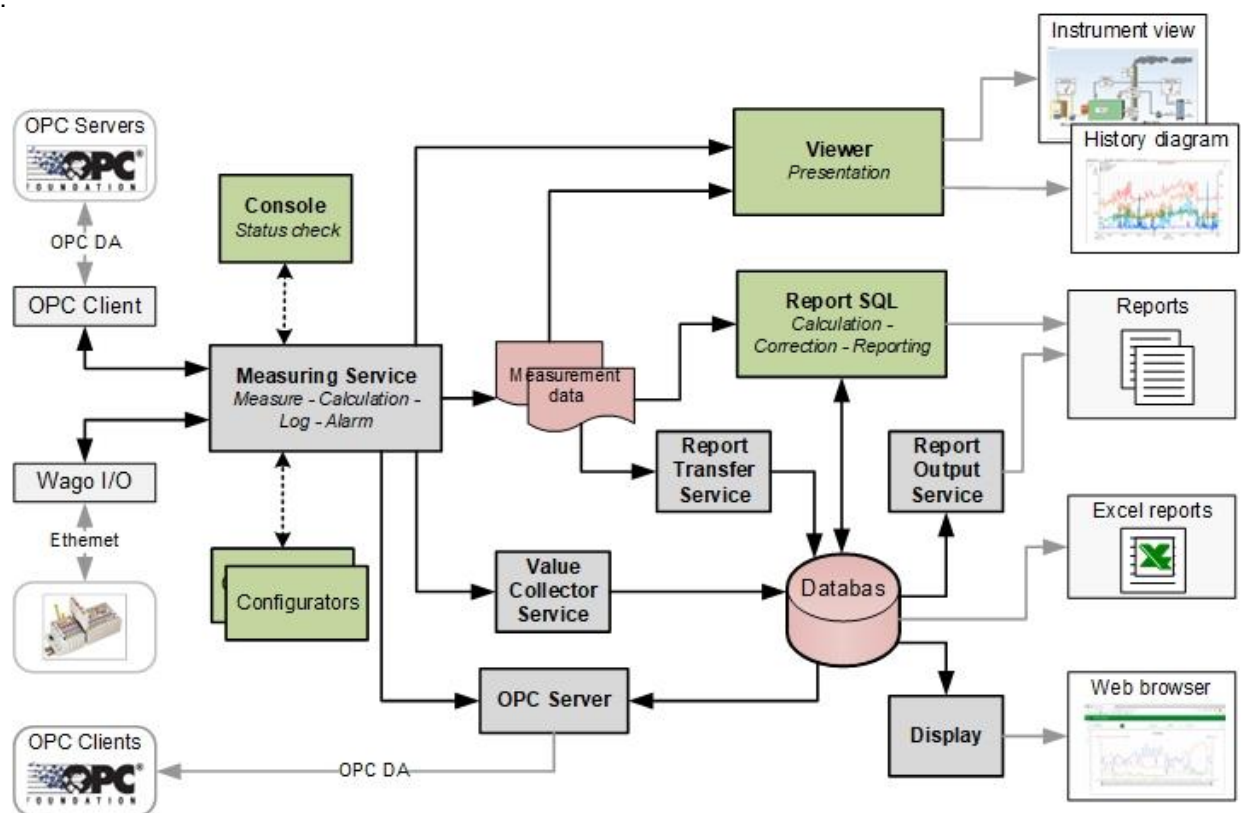 .
Instrument view
OPC Servers
OPC®
FOUNDATION
History diagram
Viewer
Presentation
Console
Status check
OPC DA
OPC Client
Report SQL
Calculation -
Correction - Reporting
Reports
Measuring Service
Measure - Calculation -
Log - Alarm
Measurement
data
Report
Transfer
Service
Report
Output
Service
Wago I/O
Ethernet
Excel reports
Value
Collector
Service
Databas
Configurators
OPC Server
Web browser
Display
OPC Clients
OPC®
FOUNDATION
OPC DA